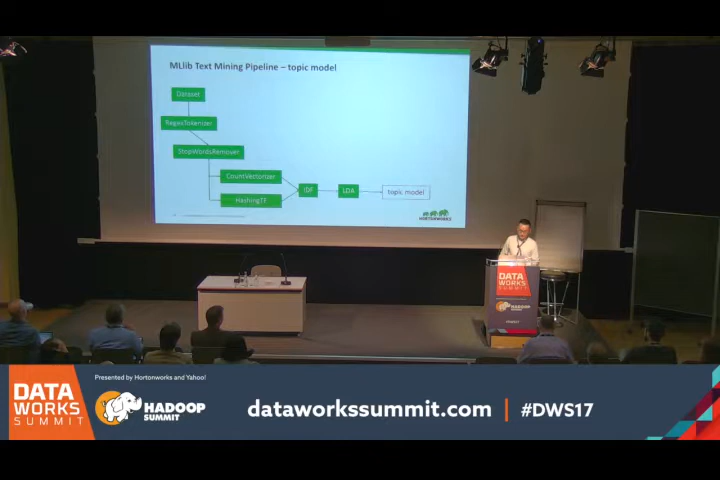 MLlib Text Mining Pipeline – topic model
Dataset
RegexTokenizer
StopWordsRemover
CountVectorizer
HashingTF
IDF
LDA
topic model
HORTONWORKS
DATA
WORKS
SUMMIT
HADOOP
DATA
WORKS
SUMMIT
Presented by Hortonworks and Yahoo!
HADOOP
SUMMIT
dataworkssummit.com
#DWS17